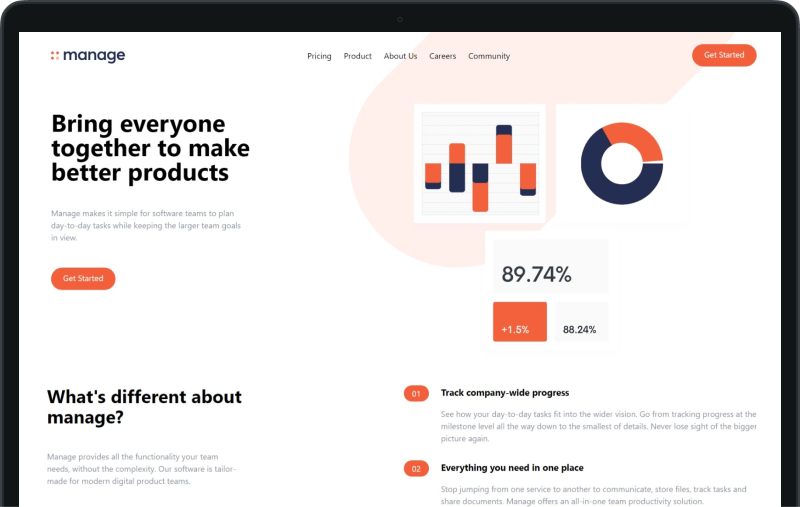 manage
Pricing Product About Us Careers Community
Get Started
Bring everyone
together to make
better products
Manage makes it simple for software teams to plan
day-to-day tasks while keeping the larger team goals
in view.
Get Started
89.74%
+1.5%
88.24%
What's different about
manage?
Manage provides all the functionality your team
needs, without the complexity. Our software is tailor-
made for modern digital product teams.
01 Track company-wide progress
See how your day-to-day tasks fit into the wider vision. Go from tracking progress at the
milestone level all the way down to the smallest of details. Never lose sight of the bigger
picture again.
02 Everything you need in one place
Stop jumping from one service to another to communicate, store files, track tasks and
share documents. Manage offers an all-in-one team productivity solution.